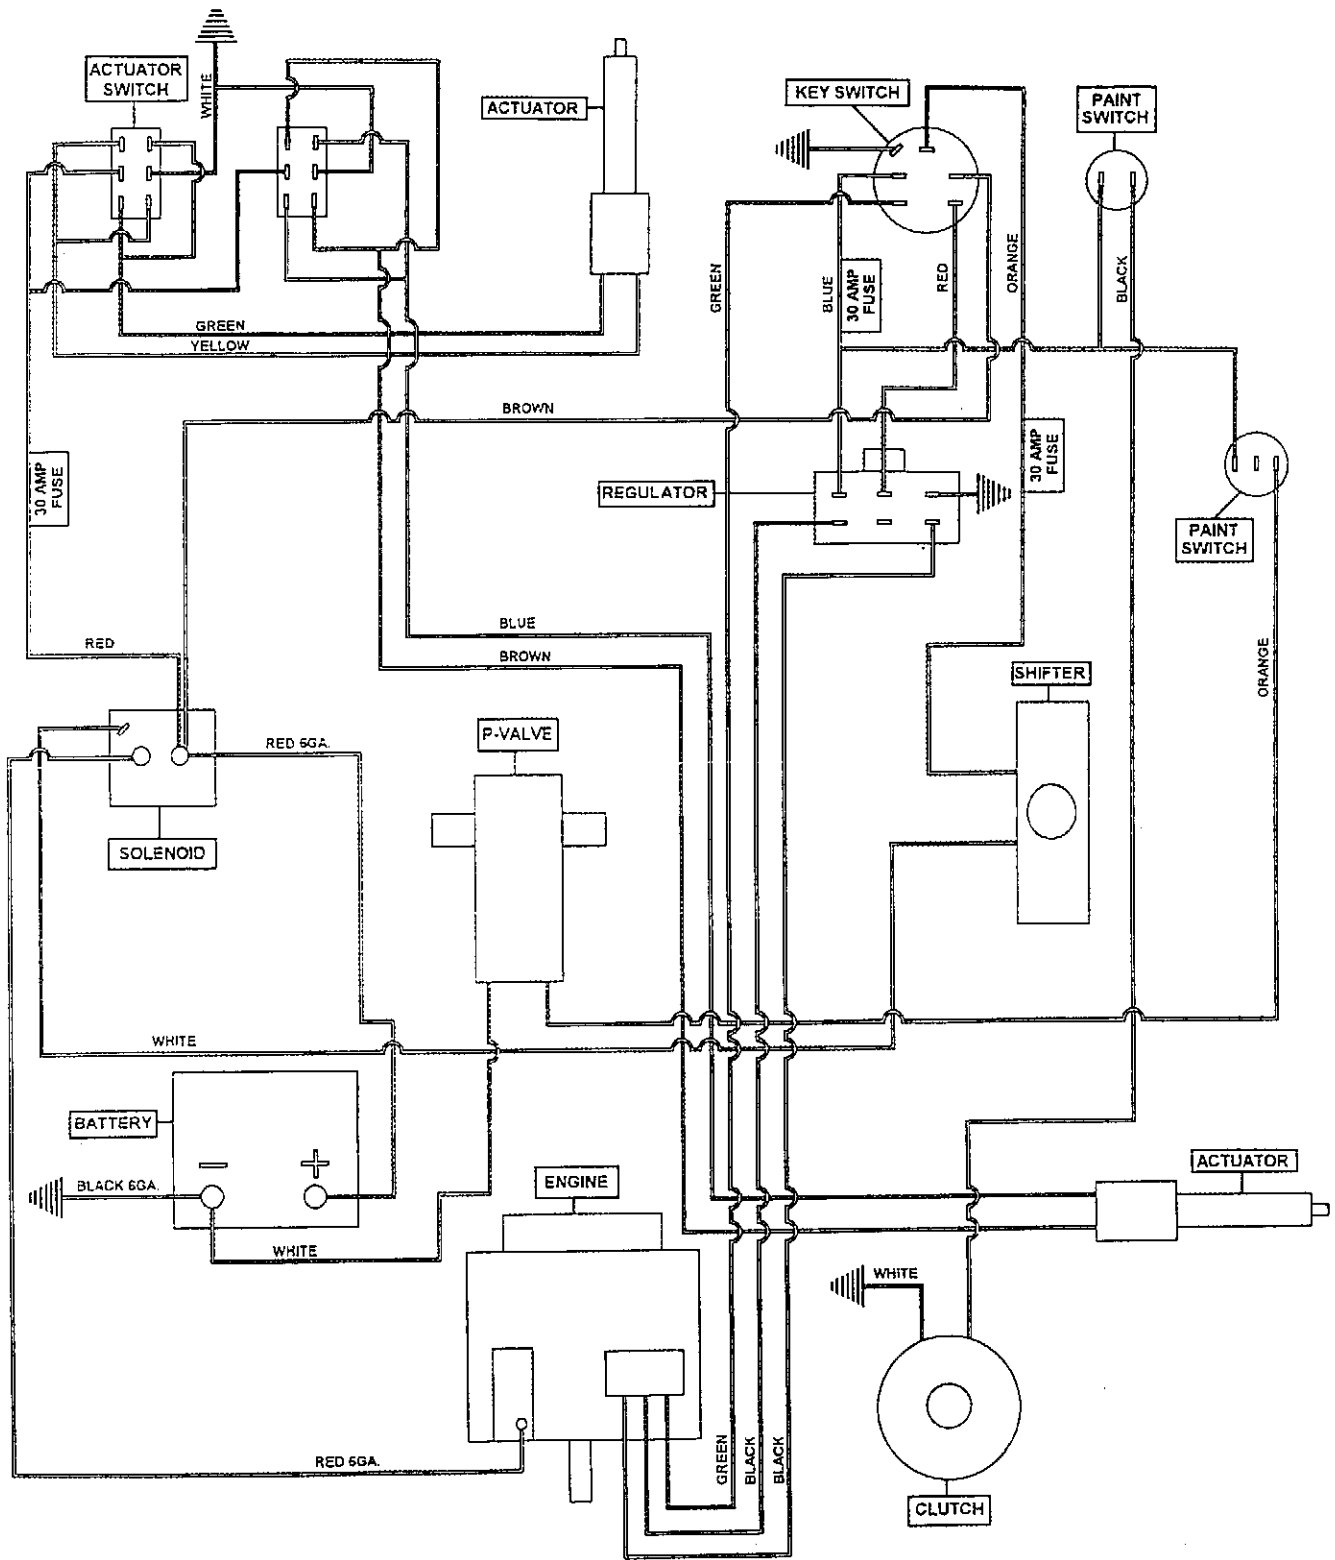 ACTUATOR
SWITCH
WHITE
ACTUATOR
KEY SWITCH
PAINT
SWITCH
GREEN
BLUE
30 AMP
FUSE
RED
ORANGE
BLACK
GREEN
YELLOW
BROWN
30 AMP
FUSE
30 AMP
FUSE
REGULATOR
PAINT
SWITCH
RED
BLUE
BROWN
ORANGE
SHIFTER
RED 6GA.
P-VALVE
SOLENOID
WHITE
BATTERY
− +
BLACK 6GA.
ENGINE
ACTUATOR
WHITE
WHITE
GREEN
BLACK
BLACK
RED 6GA.
CLUTCH